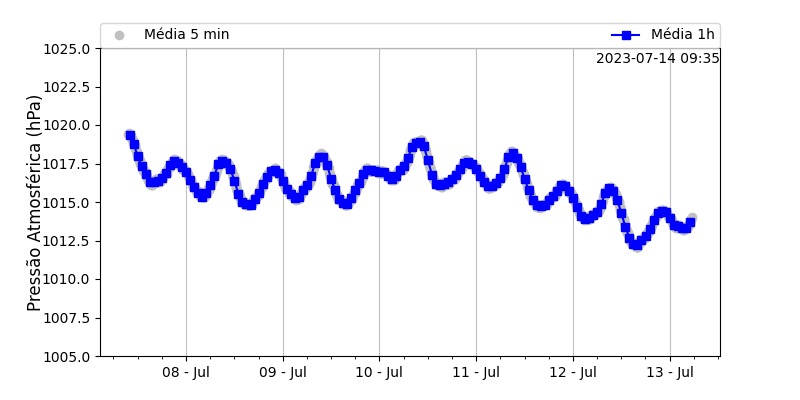 Média 5 min
Média 1h
2023-07-14 09:35
Pressão Atmosférica (hPa)
1025.0
1022.5
1020.0
1017.5
1015.0
1012.5
1010.0
1007.5
1005.0
08 - Jul
09 - Jul
10 - Jul
11 - Jul
12 - Jul
13 - Jul